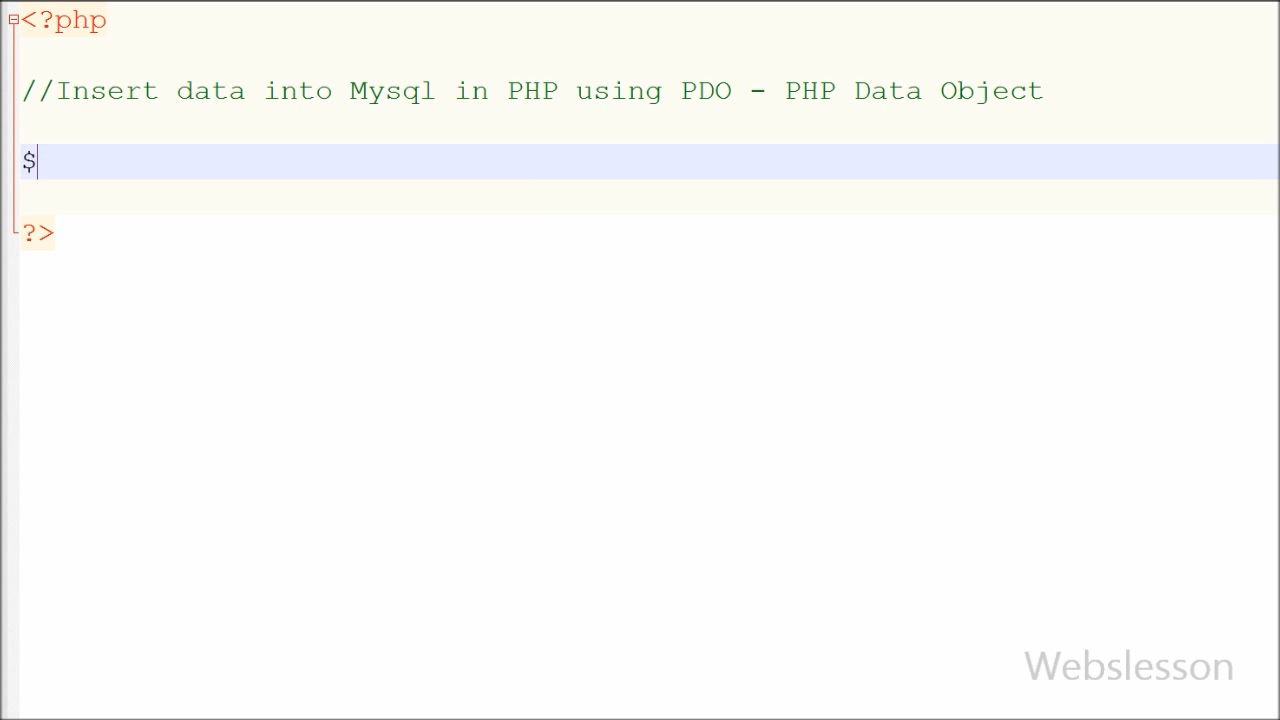 <?php
//Insert data into Mysql in PHP using PDO - PHP Data Object
$
?>
Webslesson